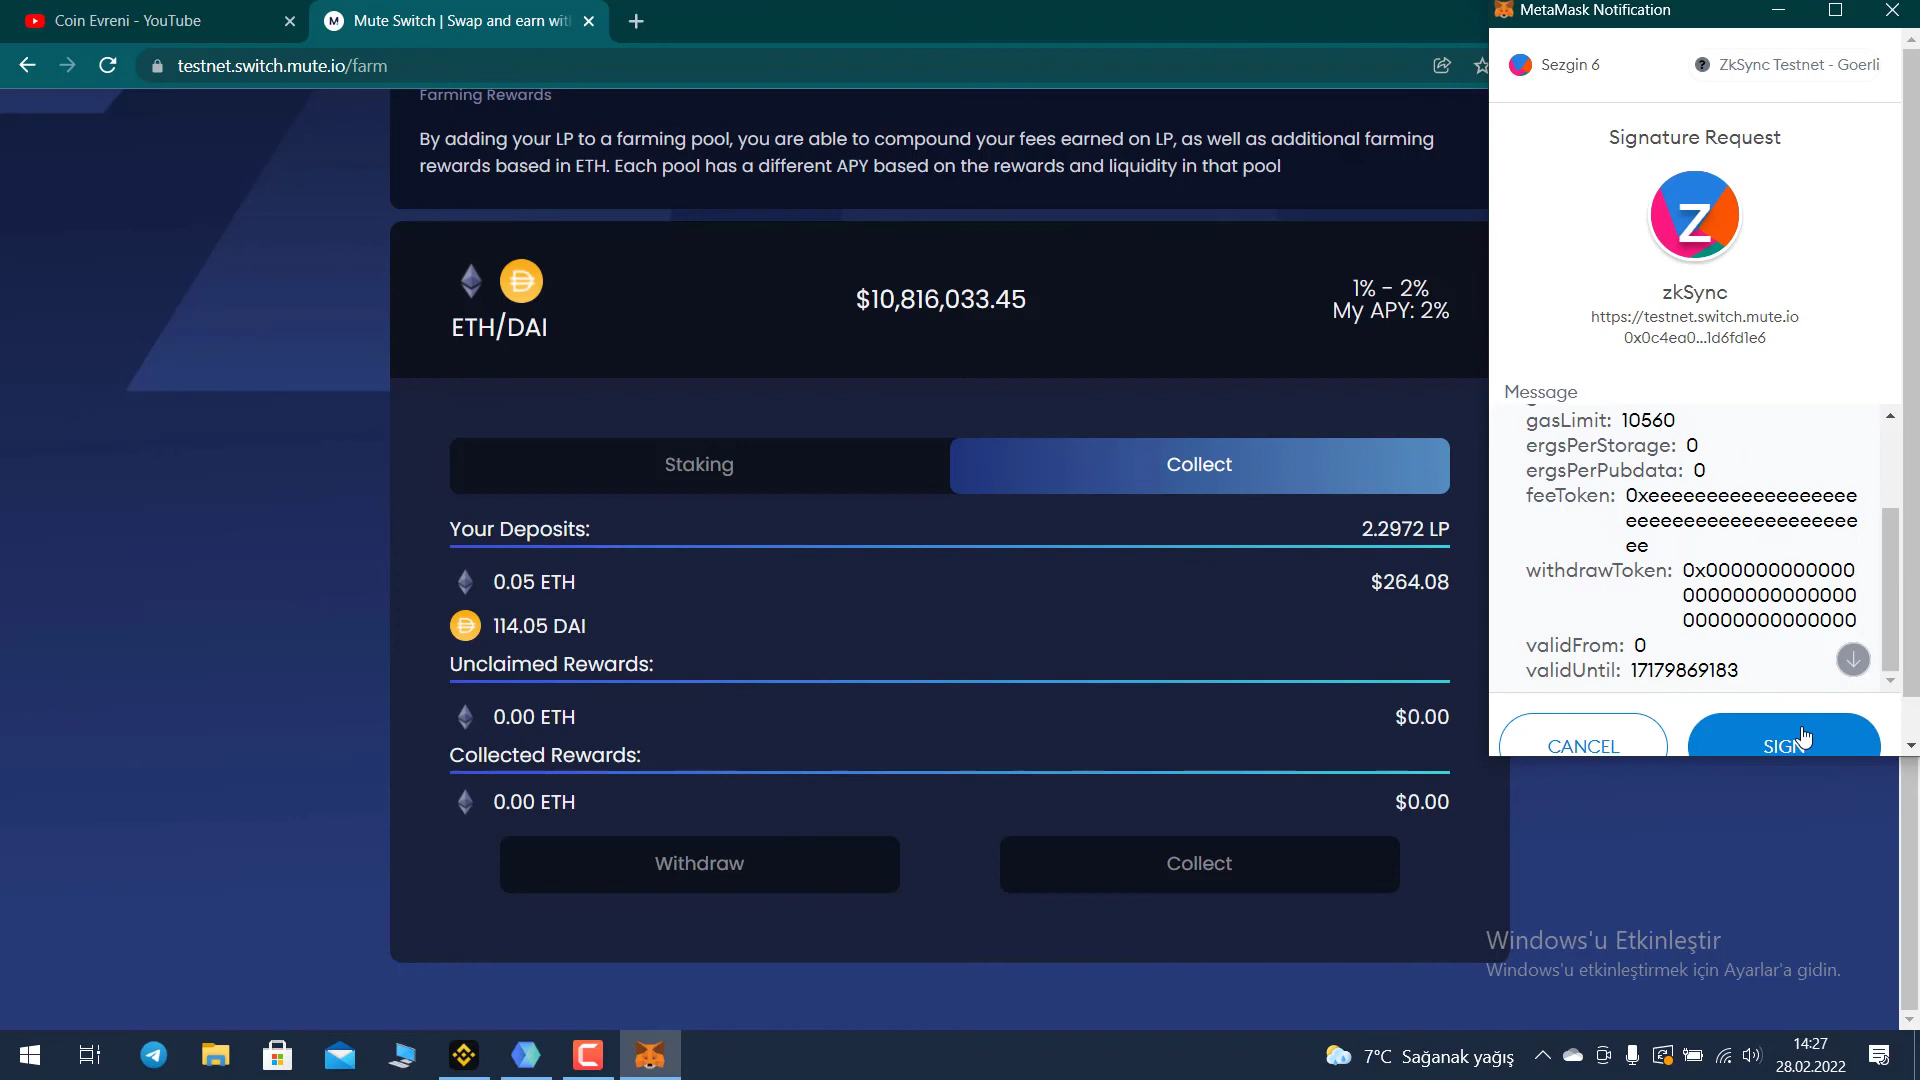 Coin Evreni - YouTube
M
Mute Switch | Swap and earn wit
testnet.switch.mute.io/farm
Farming Rewards
By adding your LP to a farming pool, you are able to compound your fees earned on LP, as well as additional farming
rewards based in ETH. Each pool has a different APY based on the rewards and liquidity in that pool
ETH/DAI
$10,816,033.45
1% - 2%
My APY: 2%
Staking
Collect
Your Deposits:
2.2972 LP
0.05 ETH
$264.08
114.05 DAI
Unclaimed Rewards:
0.00 ETH
$0.00
Collected Rewards:
0.00 ETH
$0.00
Withdraw
Collect
MetaMask Notification
Sezgin 6
ZkSync Testnet - Goerli
Signature Request
Z
zkSync
https://testnet.switch.mute.io
0x0c4ea0...1d6fd1e6
Message
gasLimit: 10560
ergsPerStorage: 0
ergsPerPubdata: 0
feeToken: 0xeeeeeeeeeeeeeeeeee
eeeeeeeeeeeeeeeeeeee
ee
withdrawToken: 0x000000000000
00000000000000
00000000000000
validFrom: 0
validUntil: 17179869183
CANCEL
SIGN
Windows'u Etkinleştir
Windows'u etkinleştirmek için Ayarlar'a gidin.
7°C Sağanak yağış
14:27
28.02.2022